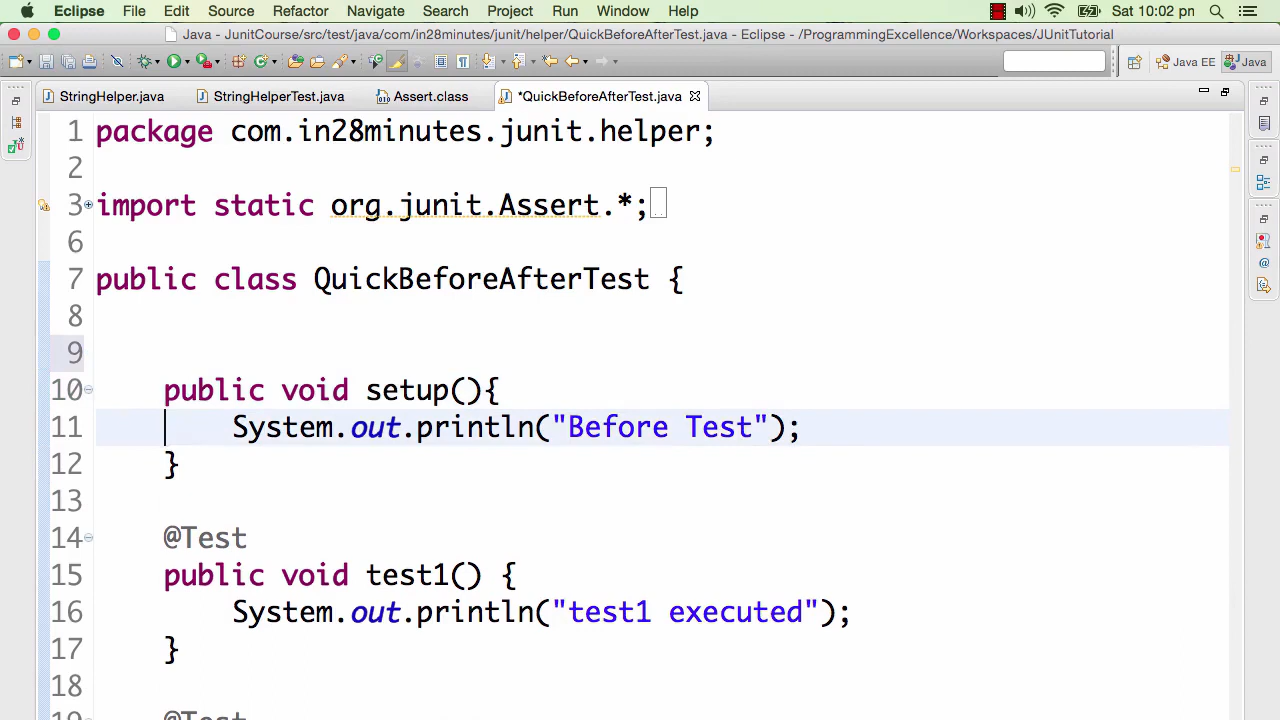 Eclipse File Edit Source Refactor Navigate Search Project Run Window Help Sat 10:02 pm
Java - JunitCourse/src/test/java/com/in28minutes/junit/helper/QuickBeforeAfterTest.java - Eclipse - /ProgrammingExcellence/Workspaces/JUnitTutorial
Java EE Java
StringHelper.java StringHelperTest.java Assert.class *QuickBeforeAfterTest.java
1 package com.in28minutes.junit.helper;
2
3 import static org.junit.Assert.*;
6
7 public class QuickBeforeAfterTest {
8
9
10 public void setup(){
11 System.out.println("Before Test");
12 }
13
14 @Test
15 public void test1() {
16 System.out.println("test1 executed");
17 }
18
19 @Test